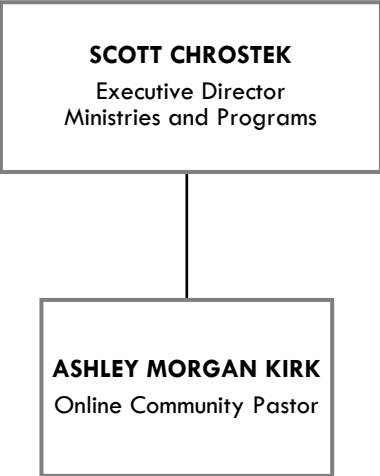 SCOTT CHROSTEK
Executive Director
Ministries and Programs
ASHLEY MORGAN KIRK
Online Community Pastor